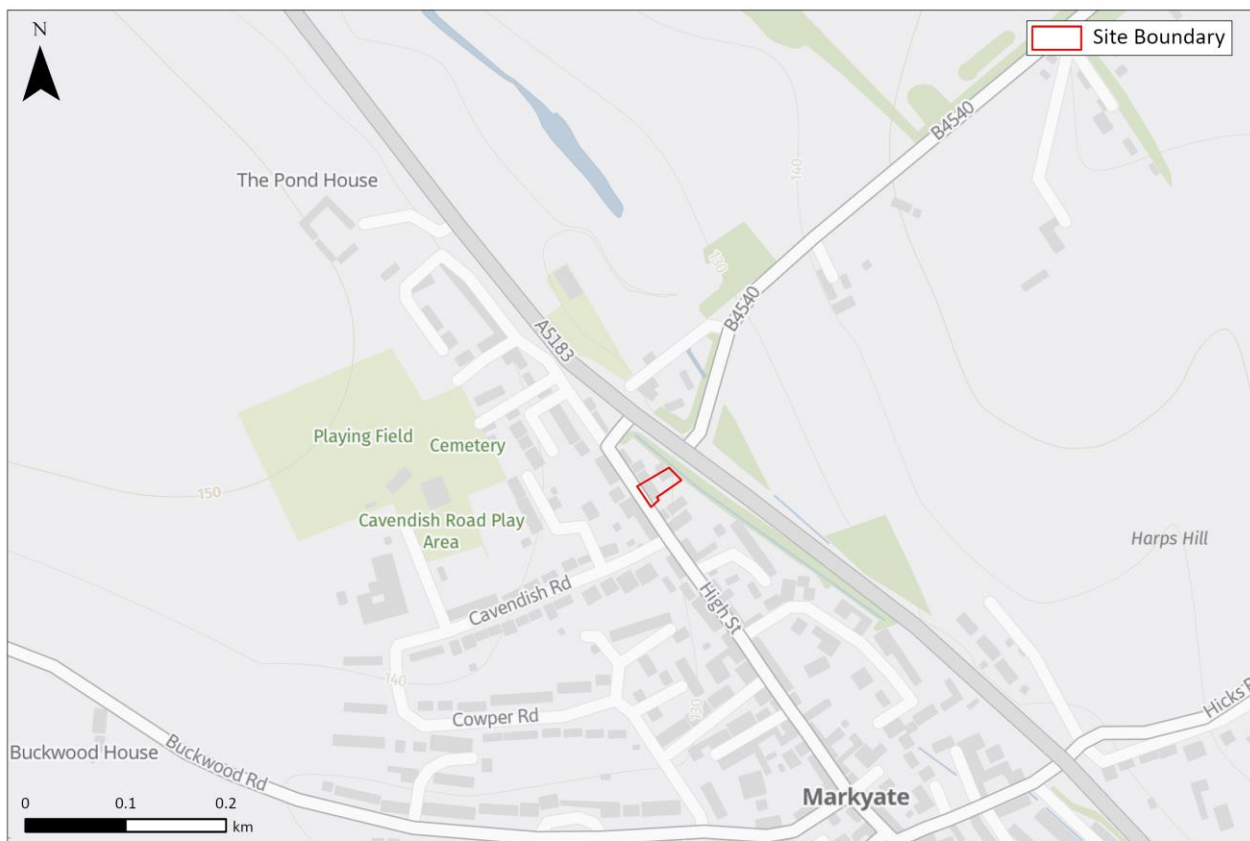 N
Site Boundary
B4540
140
The Pond House
130
B4540
A5183
Playing Field
Cemetery
150
Cavendish Road Play
Area
Harps Hill
Cavendish Rd
High St
140
130
Cowper Rd
Hicks R
Buckwood House
Buckwood Rd
Markyate
0 0.1 0.2
km